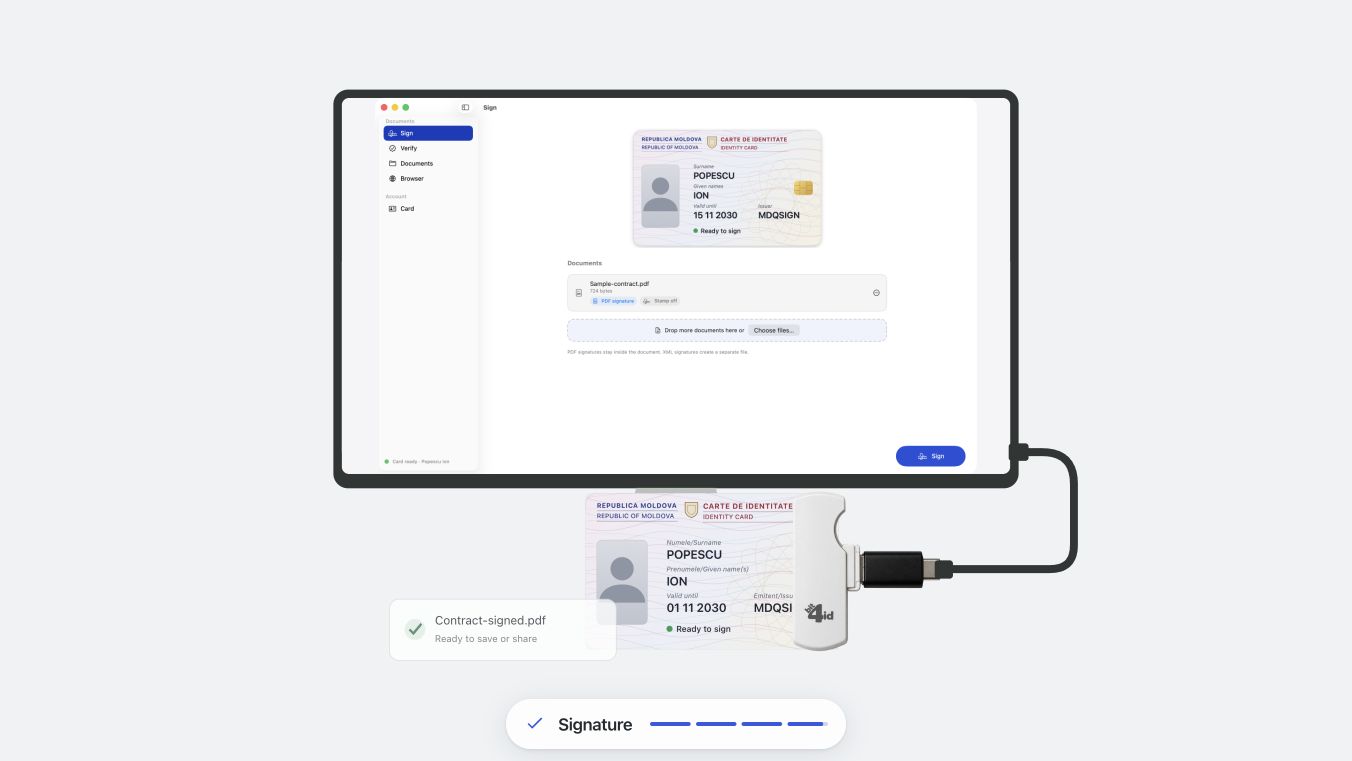 Sign
Documents
Sign
Verify
Documents
Browser
Account
Card
Card ready · Popescu Ion
REPUBLICA MOLDOVA
REPUBLIC OF MOLDOVA
CARTE DE IDENTITATE
IDENTITY CARD
Surname
POPESCU
Given names
ION
Valid until Issuer
15 11 2030 MDQSIGN
Ready to sign
Documents
Sample-contract.pdf
724 bytes
PDF signature Stamp off
Drop more documents here or Choose files...
PDF signatures stay inside the document. XML signatures create a separate file.
Sign
REPUBLICA MOLDOVA
REPUBLIC OF MOLDOVA
CARTE DE IDENTITATE
IDENTITY CARD
Numele/Surname
POPESCU
Prenumele/Given name(s)
ION
Valid until Emitent/Issu
01 11 2030 MDQSI
Ready to sign
4id
Contract-signed.pdf
Ready to save or share
Signature